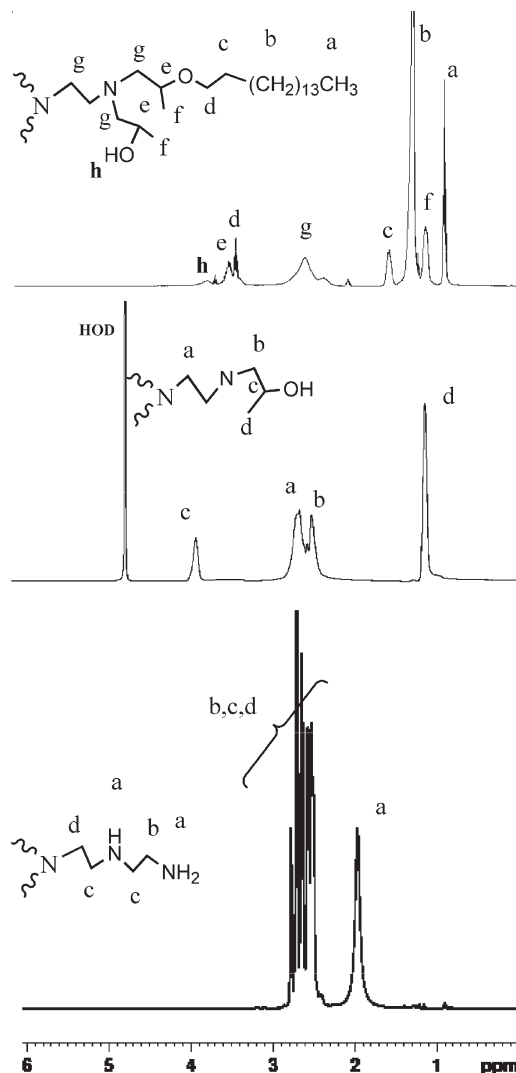 c b a b
g g e O (CH2)13CH3 a
N N e f d
g f
HO
h
d
g c f
e
h
HOD
b
a N
N c OH
d d
a b
c
b,c,d
a
H b a a
d N
N NH2
c c
6 5 4 3 2 1 ppm